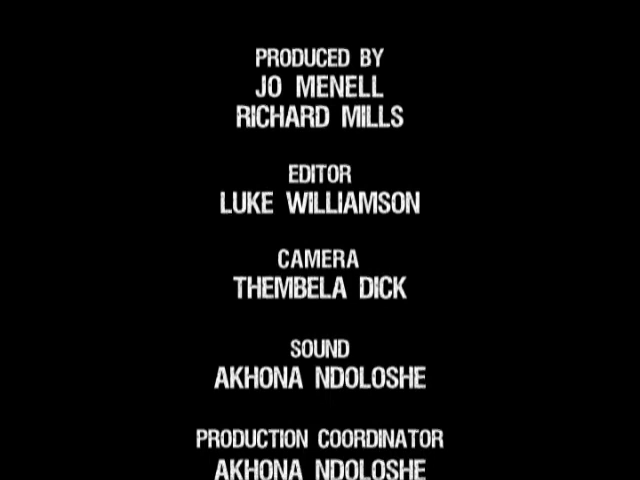 PRODUCED BY
JO MENELL
RICHARD MILLS
EDITOR
LUKE WILLIAMSON
CAMERA
THEMBELA DICK
SOUND
AKHONA NDOLOSHE
PRODUCTION COORDINATOR
AKHONA NDOLOSHE